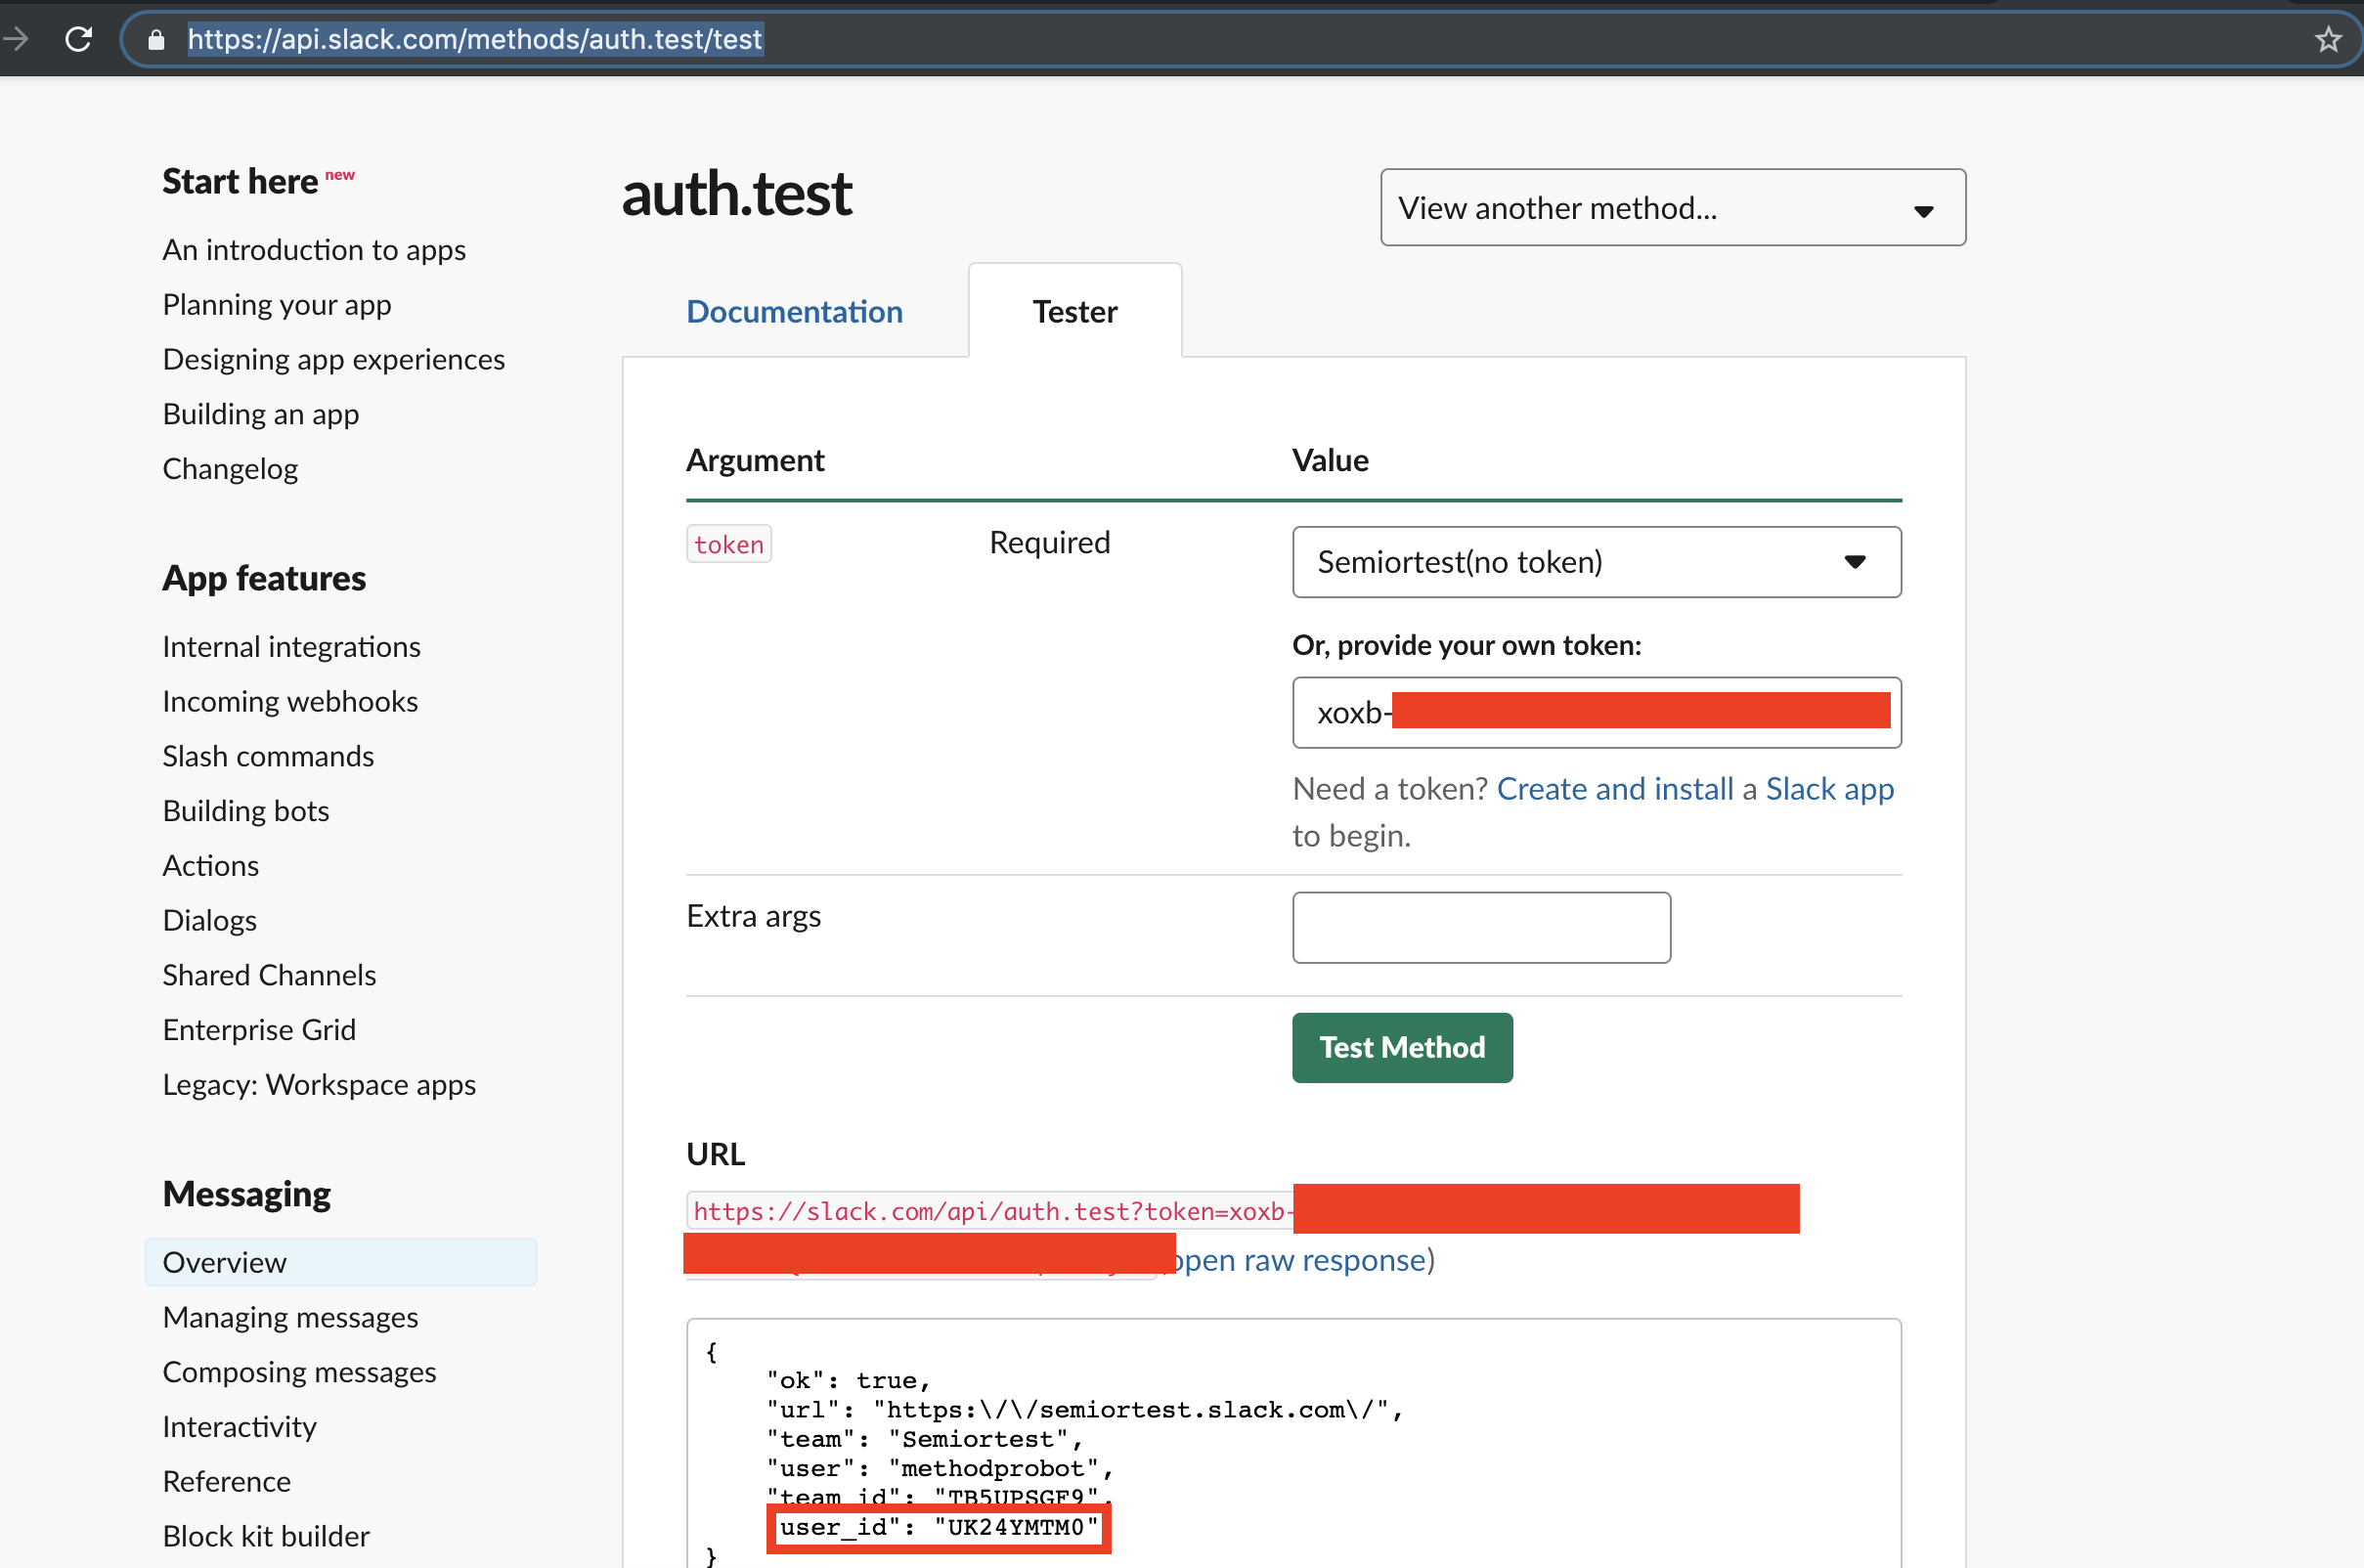 https://api.slack.com/methods/auth.test/test
Start here new
An introduction to apps
Planning your app
Designing app experiences
Building an app
Changelog
App features
Internal integrations
Incoming webhooks
Slash commands
Building bots
Actions
Dialogs
Shared Channels
Enterprise Grid
Legacy: Workspace apps
Messaging
Overview
Managing messages
Composing messages
Interactivity
Reference
Block kit builder
auth.test
View another method...
Documentation
Tester
Argument
Value
token
Required
Semiortest(no token)
Or, provide your own token:
xoxb-
Need a token? Create and install a Slack app
to begin.
Extra args
Test Method
URL
https://slack.com/api/auth.test?token=xoxb-
open raw response)
{
"ok": true,
"url": "https:\/\/semiortest.slack.com\/",
"team": "Semiortest",
"user": "methodprobot",
"team_id": "TB5UPSGF9",
user_id": "UK24YMTM0"
}